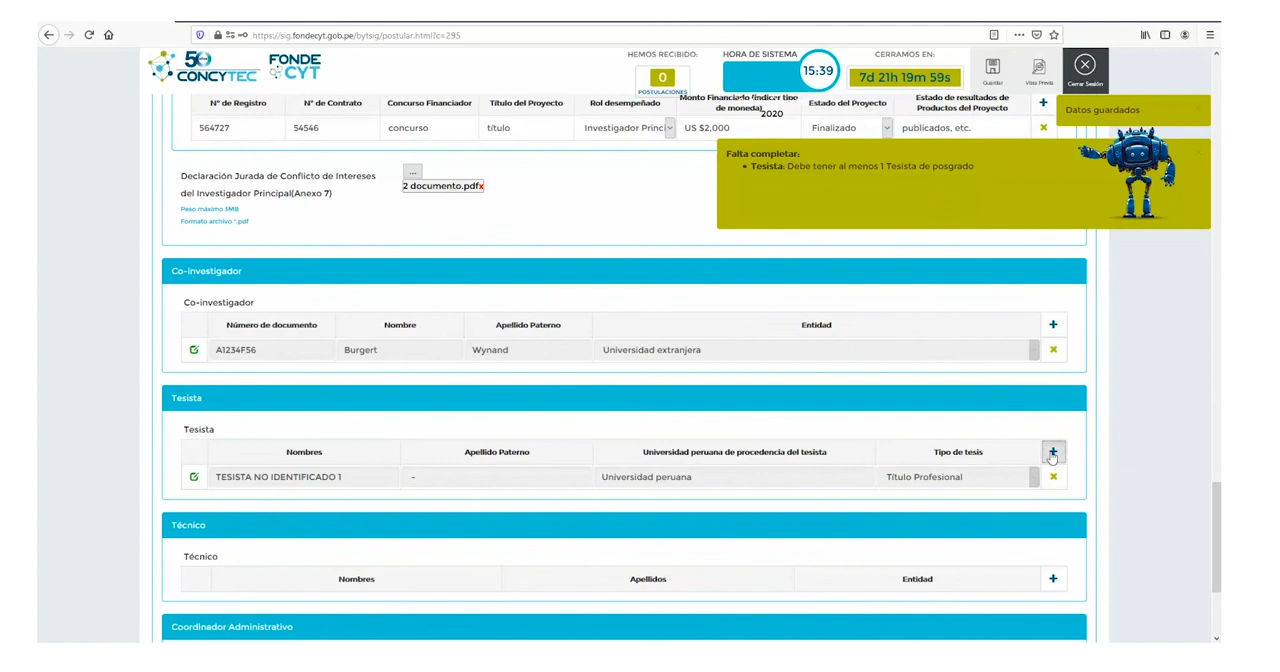 https://sig.fondecyt.gob.pe/bytsig/postular.html?c=295
50
CONCYTEC
FONDE
CYT
HEMOS RECIBIDO:
0
POSTULACIONES
HORA DE SISTEMA
15:39
2020
CERRAMOS EN:
7d 21h 19m 59s
Guardar
Vista Previa
Cerrar Sesión
Datos guardados
N° de Registro N° de Contrato Concurso Financiador Título del Proyecto Rol desempeñado Monto Financiado (indicar tipo de moneda) Estado del Proyecto Estado de resultados de Productos del Proyecto +
564727 54546 concurso título Investigador Princi US $2,000 Finalizado publicados, etc. ×
Falta completar:
• Tesista: Debe tener al menos 1 Tesista de posgrado
Declaración Jurada de Conflicto de Intereses
del Investigador Principal(Anexo 7)
Peso máximo 3MB
Formato archivo *.pdf
...
2 documento.pdfx
Co-investigador
Co-investigador
Número de documento Nombre Apellido Paterno Entidad +
A1234F56 Burgert Wynand Universidad extranjera ×
Tesista
Tesista
Nombres Apellido Paterno Universidad peruana de procedencia del tesista Tipo de tesis +
TESISTA NO IDENTIFICADO 1 - Universidad peruana Título Profesional ×
Técnico
Técnico
Nombres Apellidos Entidad +
Coordinador Administrativo